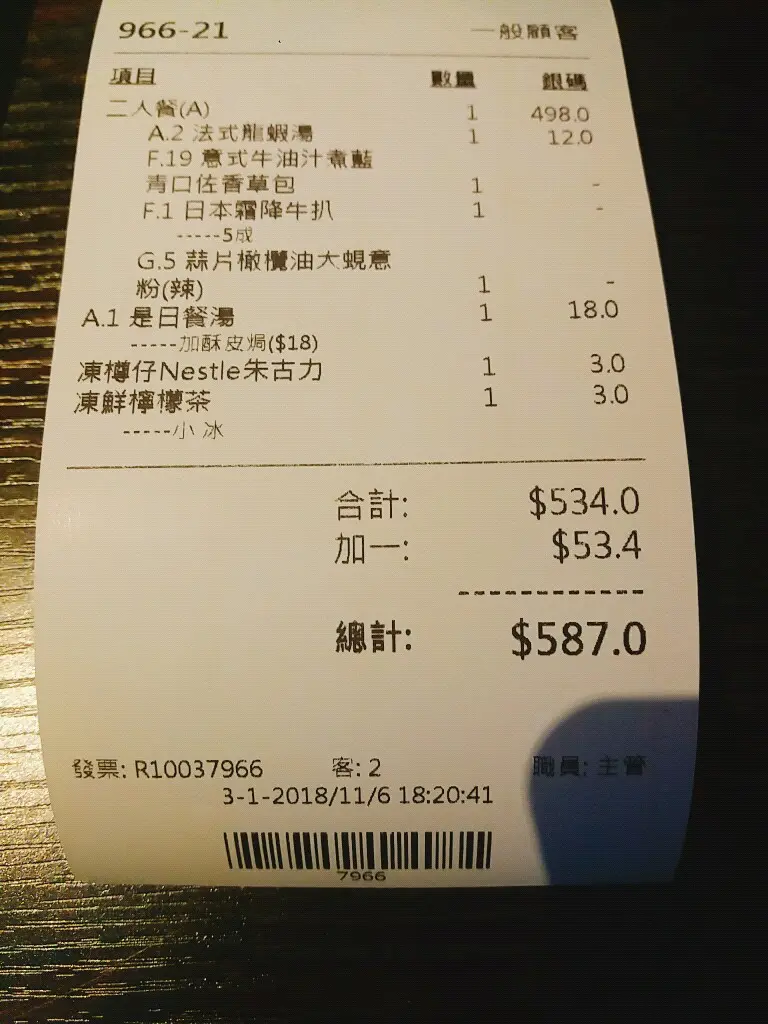 966-21 一般顧客
項目 數量 銀碼
二人餐(A) 1 498.0
A.2 法式龍蝦湯 1 12.0
F.19 意式牛油汁煮藍
青口佐香草包 1 -
F.1 日本霜降牛扒 1 -
-----5成
G.5 蒜片橄欖油大蜆意
粉(辣) 1 -
A.1 是日餐湯 1 18.0
-----加酥皮焗($18)
凍樽仔Nestle朱古力 1 3.0
凍鮮檸檬茶 1 3.0
-----小 冰
合計: $534.0
加一: $53.4
------------
總計: $587.0
發票: R10037966 客: 2 職員: 主管
3-1-2018/11/6 18:20:41
7966